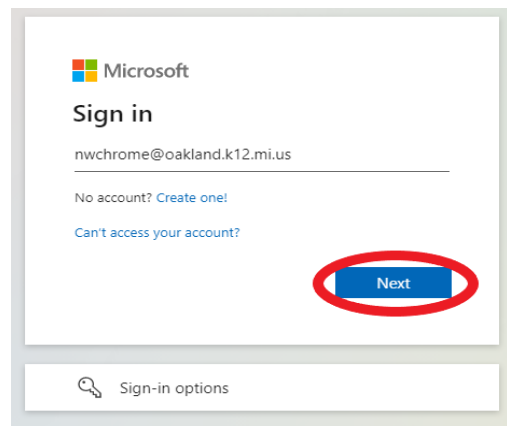 Microsoft
Sign in
nwchrome@oakland.k12.mi.us
No account? Create one!
Can't access your account?
Next
Sign-in options